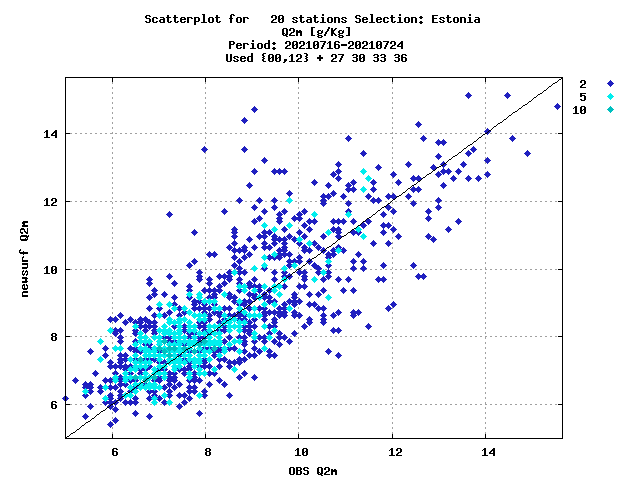 Scatterplot for   20 stations Selection: Estonia
Q2m [g/Kg]
Period: 20210716-20210724
Used {00,12} + 27 30 33 36
2
5
10
14
12
10
8
6
newsurf Q2m
6 8 10 12 14
OBS Q2m